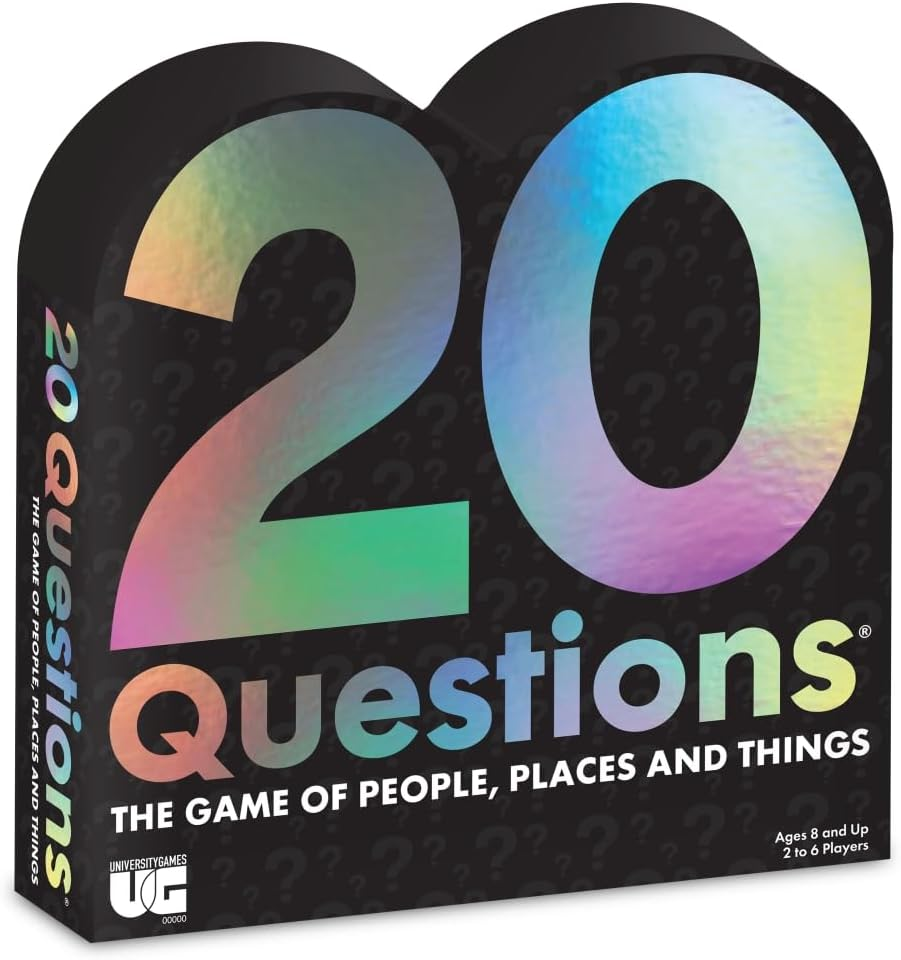 20
Questions®
THE GAME OF PEOPLE, PLACES AND THINGS
Ages 8 and Up
2 to 6 Players
UNIVERSITYGAMES
UG
00000
20 Questions®
THE GAME OF PEOPLE, PLACES AND THINGS